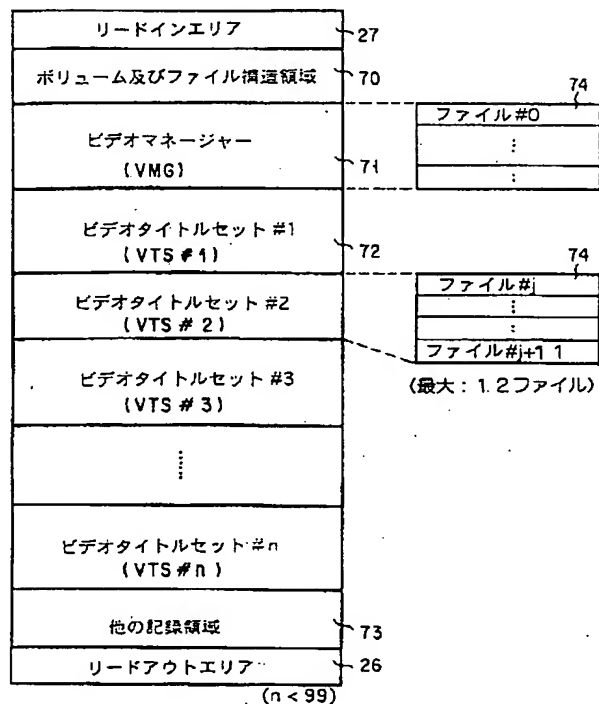 リードインエリア
27
ボリューム及びファイル構造領域
70
74
ファイル#0
ビデオマネージャー
(VMG)
71
ビデオタイトルセット #1
(VTS #1)
72
74
ファイル#j
ビデオタイトルセット #2
(VTS #2)
ファイル#j+11
(最大：12ファイル)
ビデオタイトルセット #3
(VTS #3)
ビデオタイトルセット #n
(VTS #n)
他の記録領域
73
リードアウトエリア
26
(n<99)